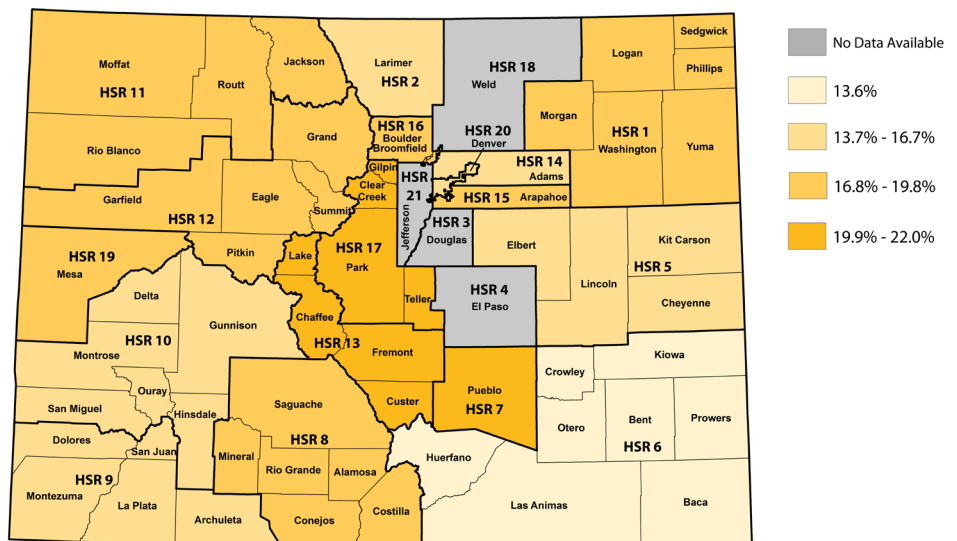 Moffat
HSR 11
Routt
Jackson
Larimer
HSR 2
HSR 18
Weld
Logan
Sedgwick
Phillips
Rio Blanco
Grand
HSR 16
Boulder
Broomfield
HSR 20
Denver
Morgan
HSR 1
Washington
Yuma
Garfield
HSR 12
Eagle
Summit
Gilpin
Clear
Creek
HSR
21
Jefferson
HSR 14
Adams
HSR 15
Arapahoe
HSR 19
Mesa
Pitkin
Lake
HSR 17
Park
HSR 3
Douglas
Elbert
Lincoln
Kit Carson
HSR 5
Cheyenne
Delta
Gunnison
Chaffee
Teller
HSR 4
El Paso
Montrose
HSR 10
HSR 13
Fremont
Crowley
Kiowa
Ouray
San Miguel
Hinsdale
Saguache
HSR 8
Custer
Pueblo
HSR 7
Otero
Bent
HSR 6
Prowers
Dolores
San Juan
HSR 9
Montezuma
La Plata
Mineral
Rio Grande
Alamosa
Huerfano
Archuleta
Conejos
Costilla
Las Animas
Baca
No Data Available
13.6%
13.7% - 16.7%
16.8% - 19.8%
19.9% - 22.0%